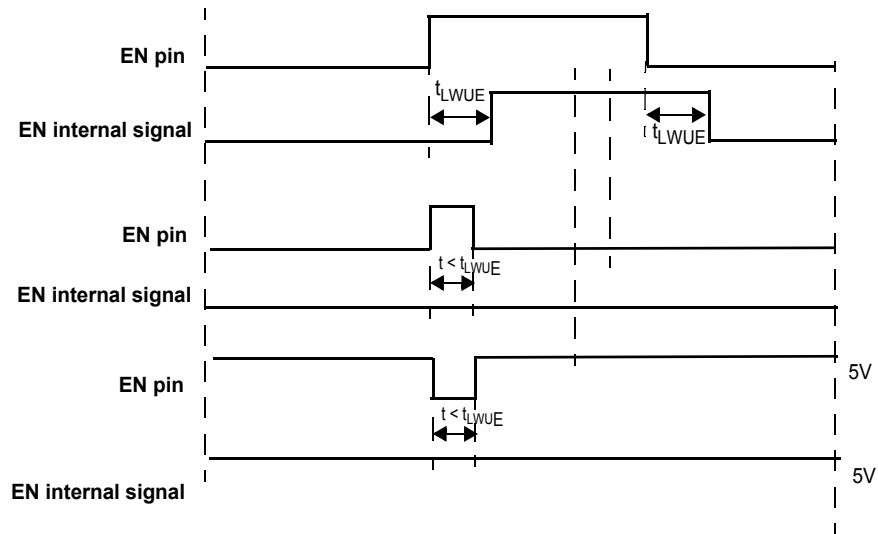 EN pin
tLWUE
EN internal signal
tLWUE
EN pin
t < tLWUE
EN internal signal
EN pin
5V
t < tLWUE
EN internal signal
5V